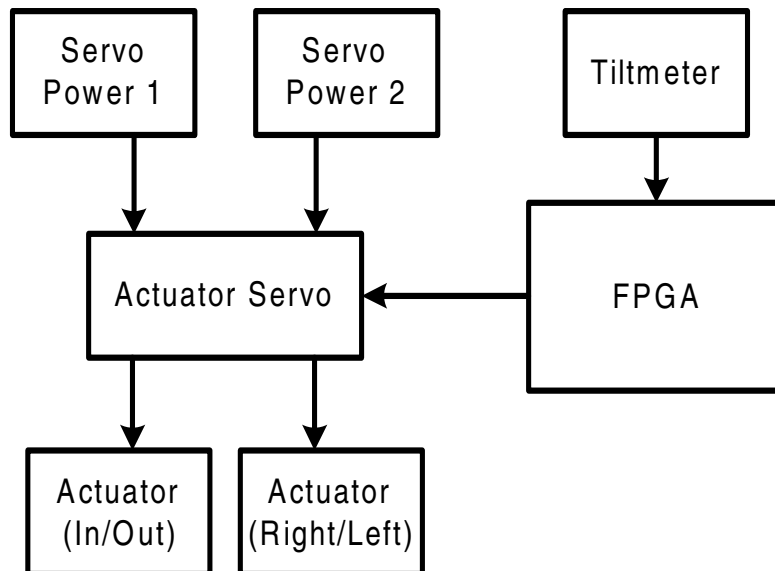 Servo
Power 1
Servo
Power 2
Tiltmeter
Actuator Servo
FPGA
Actuator
(In/Out)
Actuator
(Right/Left)